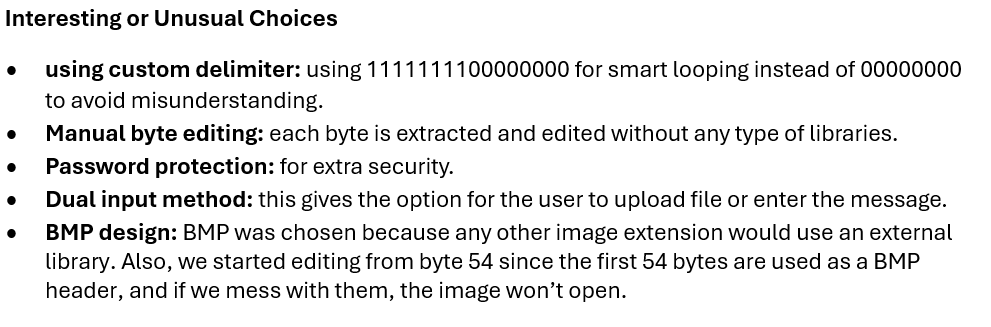 Interesting or Unusual Choices
• using custom delimiter: using 1111111100000000 for smart looping instead of 00000000
to avoid misunderstanding.
• Manual byte editing: each byte is extracted and edited without any type of libraries.
• Password protection: for extra security.
• Dual input method: this gives the option for the user to upload file or enter the message.
• BMP design: BMP was chosen because any other image extension would use an external
library. Also, we started editing from byte 54 since the first 54 bytes are used as a BMP
header, and if we mess with them, the image won’t open.